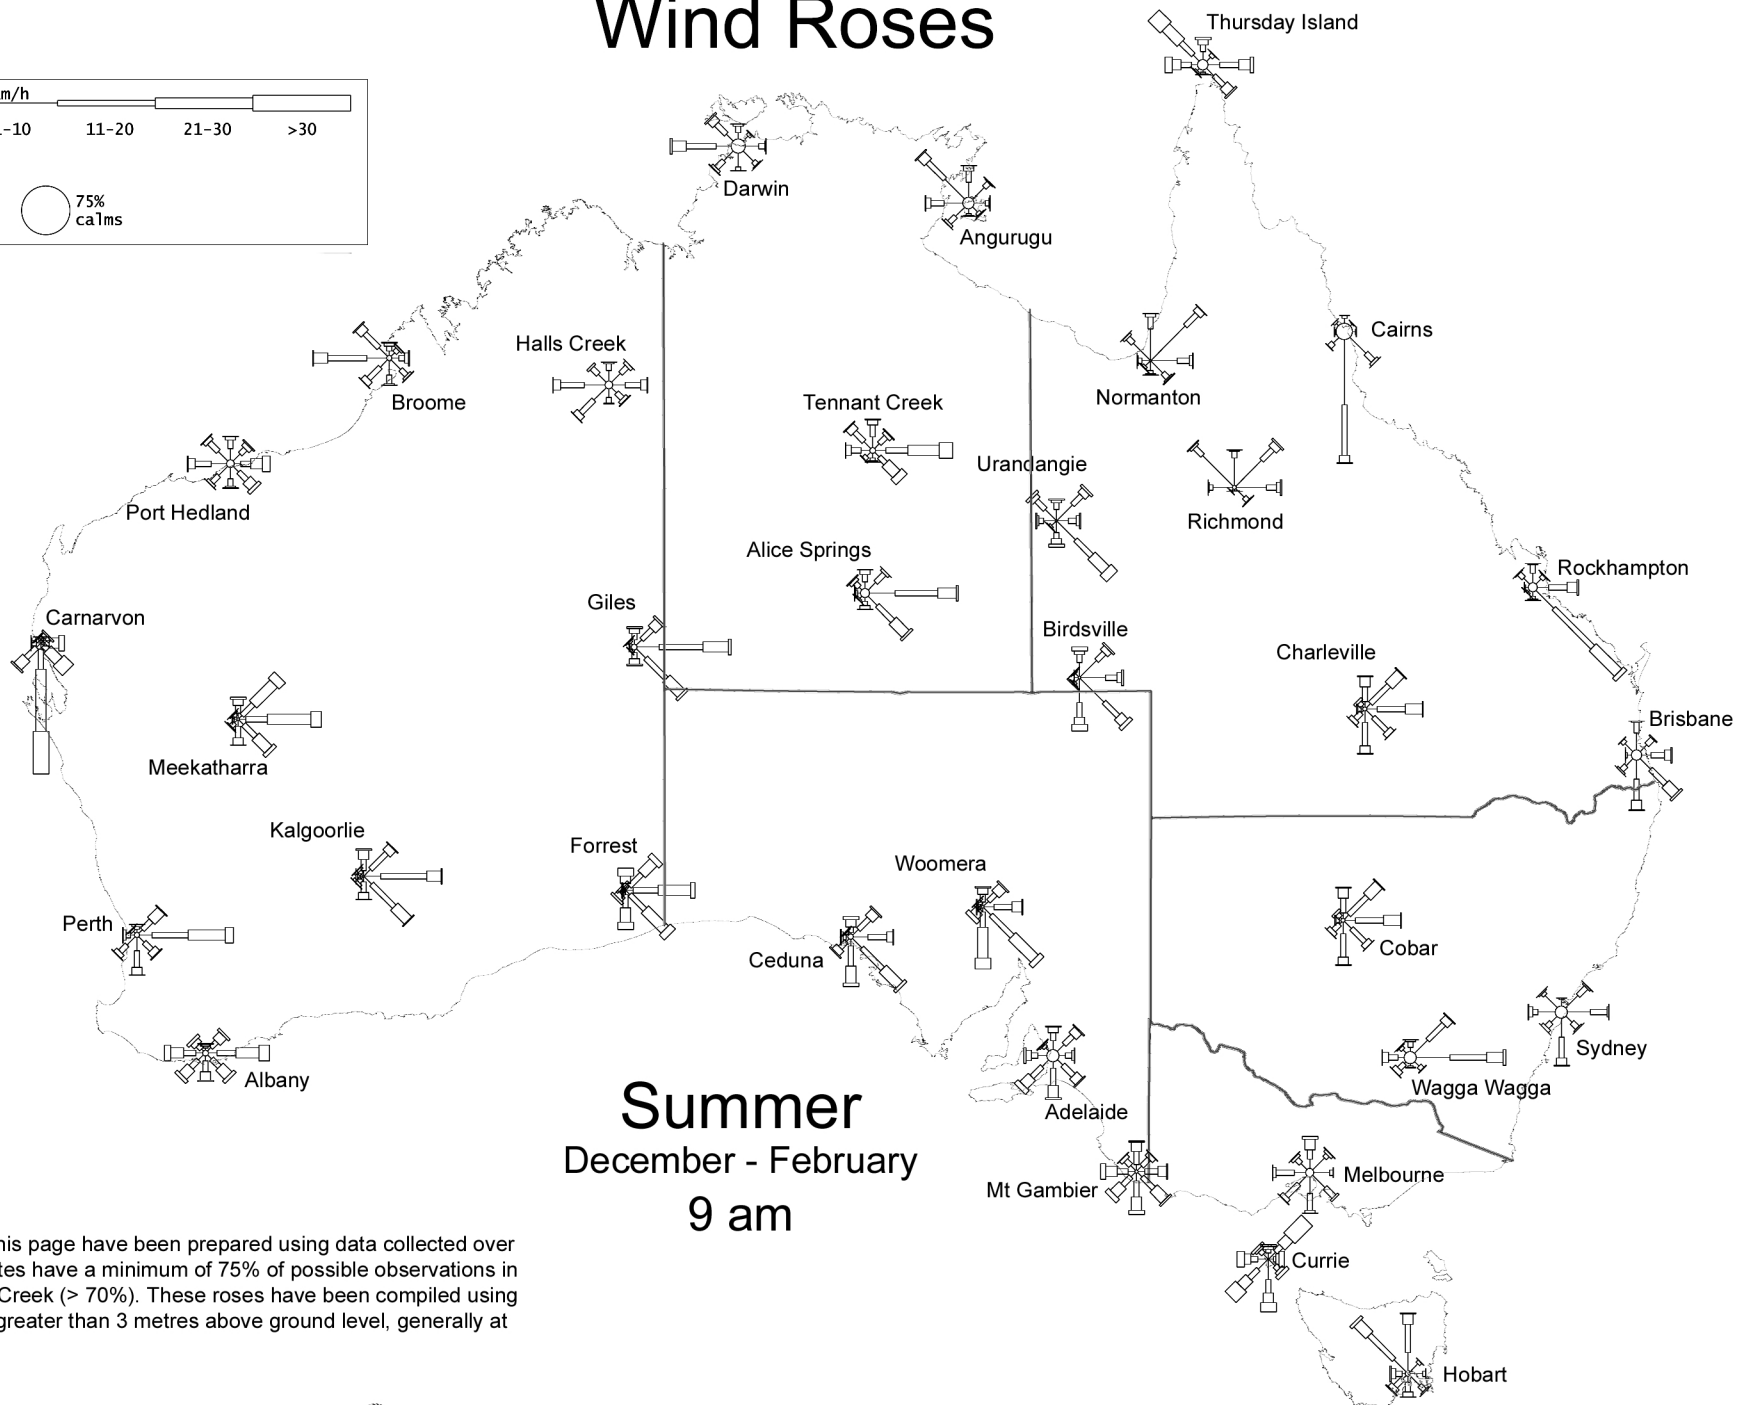 Wind Roses
Thursday Island
m/h
-10 11-20 21-30 >30
75%
calms
Darwin
Angurugu
Cairns
Halls Creek
Broome
Normanton
Tennant Creek
Urandangie
Port Hedland
Richmond
Alice Springs
Rockhampton
Giles
Carnarvon
Birdsville
Charleville
Brisbane
Meekatharra
Kalgoorlie
Forrest
Woomera
Perth
Ceduna
Cobar
Sydney
Albany
Wagga Wagga
Summer
Adelaide
December - February
Melbourne
Mt Gambier
9 am
his page have been prepared using data collected over
Currie
tes have a minimum of 75% of possible observations in
Creek (> 70%). These roses have been compiled using
greater than 3 metres above ground level, generally at
Hobart